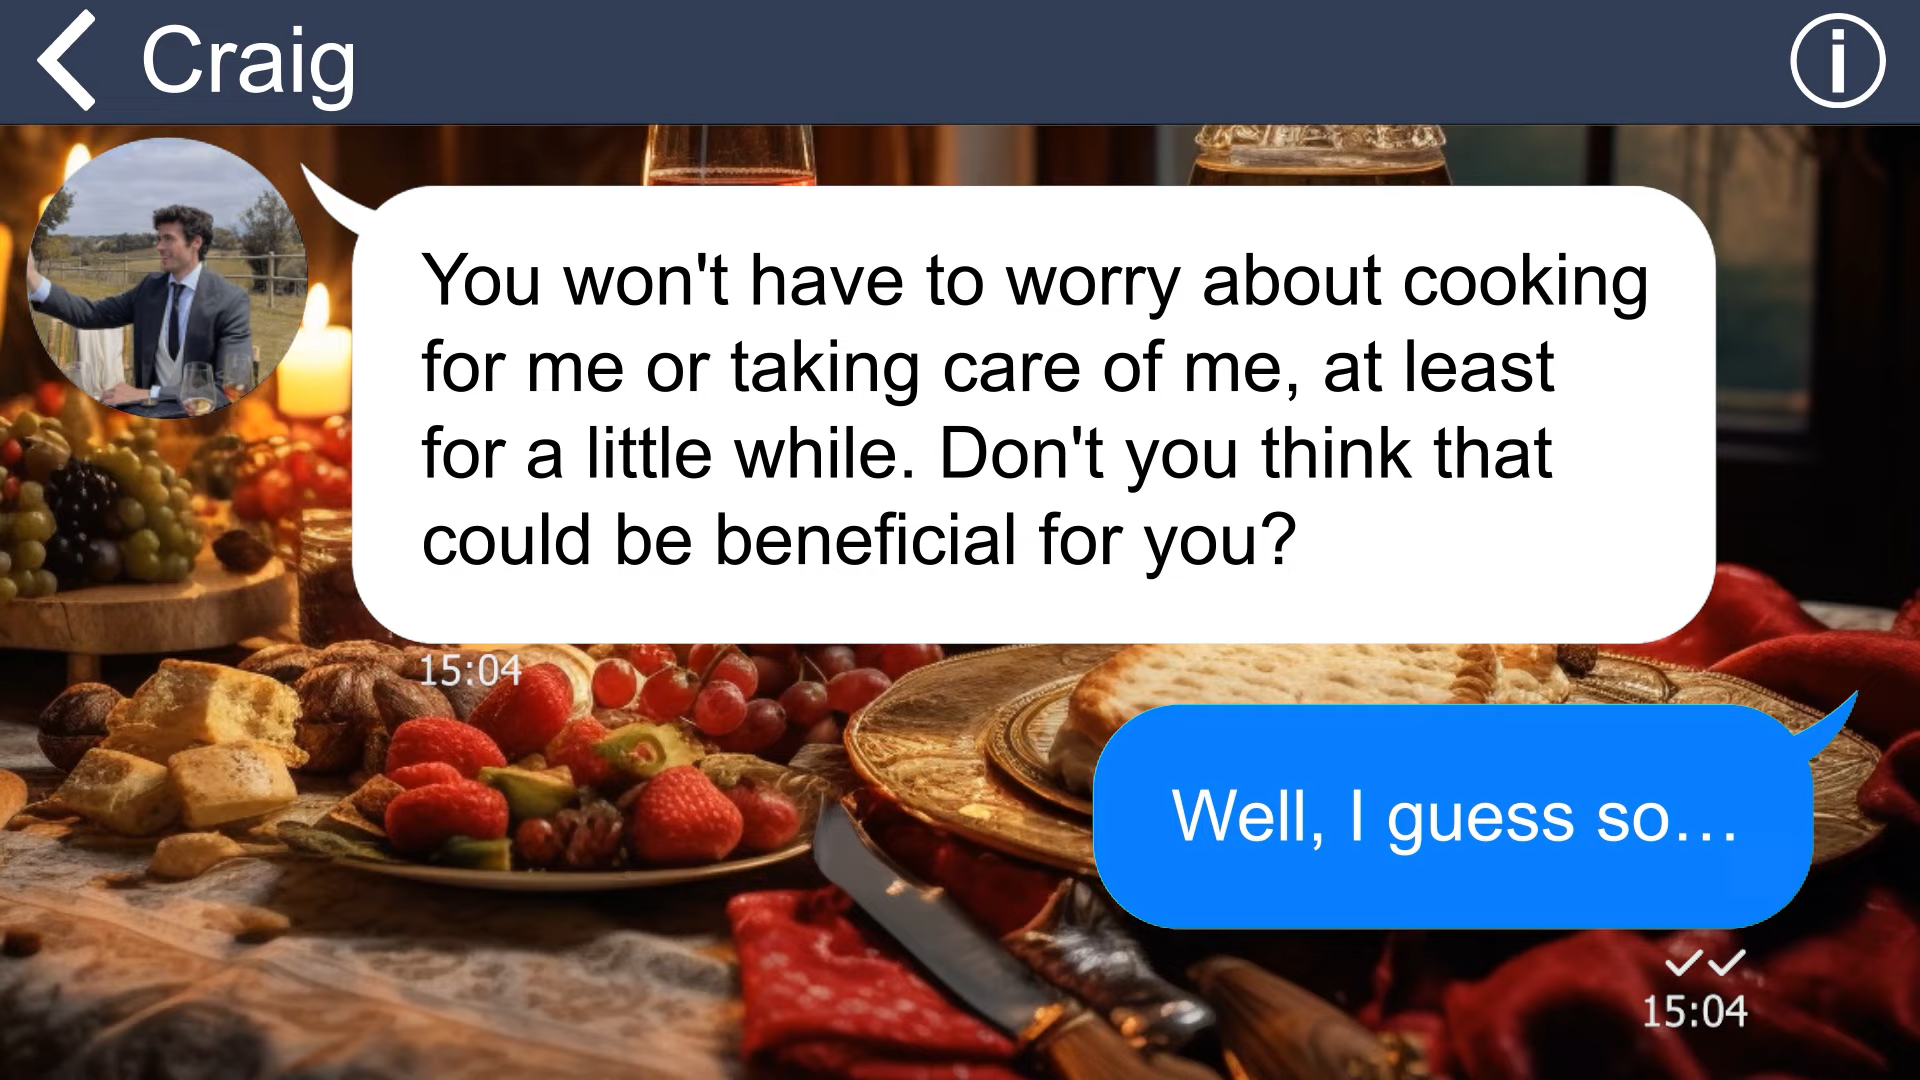 Craig
You won't have to worry about cooking
for me or taking care of me, at least
for a little while. Don't you think that
could be beneficial for you?
15:04
Well, I guess so…
15:04